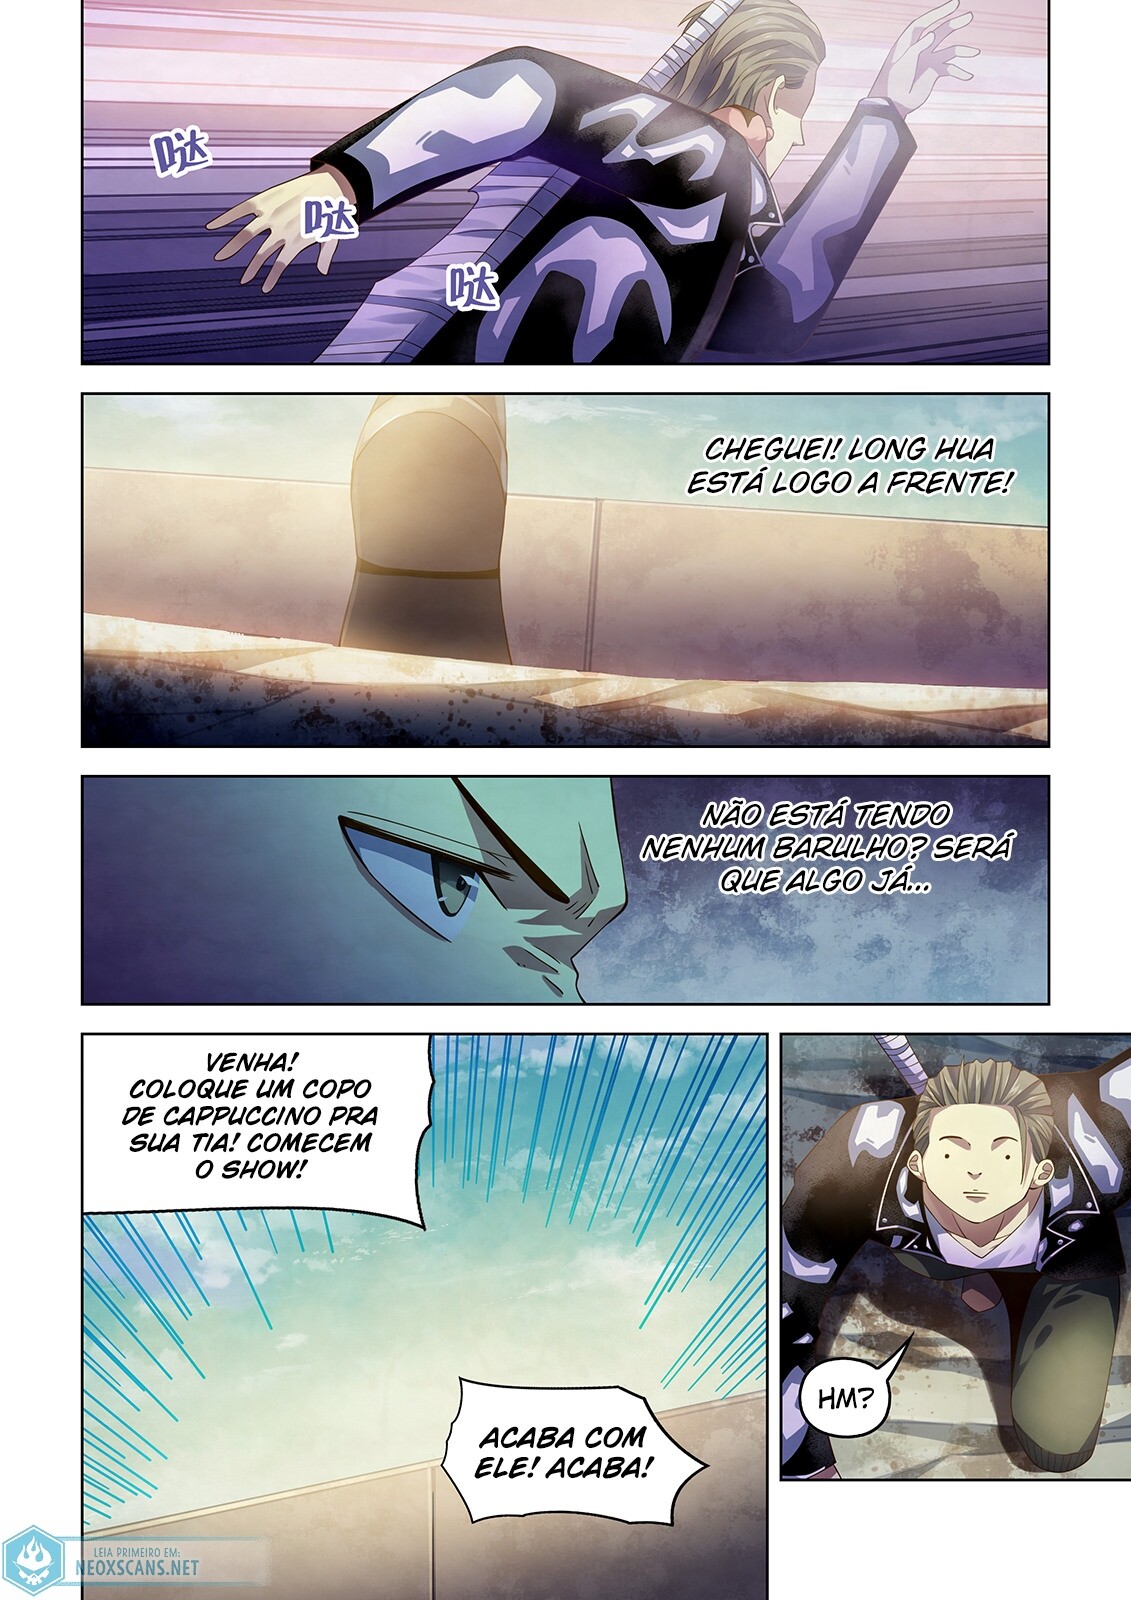 哒
哒
哒
CHEGUEI! LONG HUA
ESTÁ LOGO A FRENTE!
NÃO ESTÁ TENDO
NENHUM BARULHO? SERÁ
QUE ALGO JÁ...
VENHA!
COLOQUE UM COPO
DE CAPPUCCINO PRA
SUA TIA! COMECEM
O SHOW!
HM?
ACABA COM
ELE! ACABA!
LEIA PRIMEIRO EM:
NEOXSCANS.NET